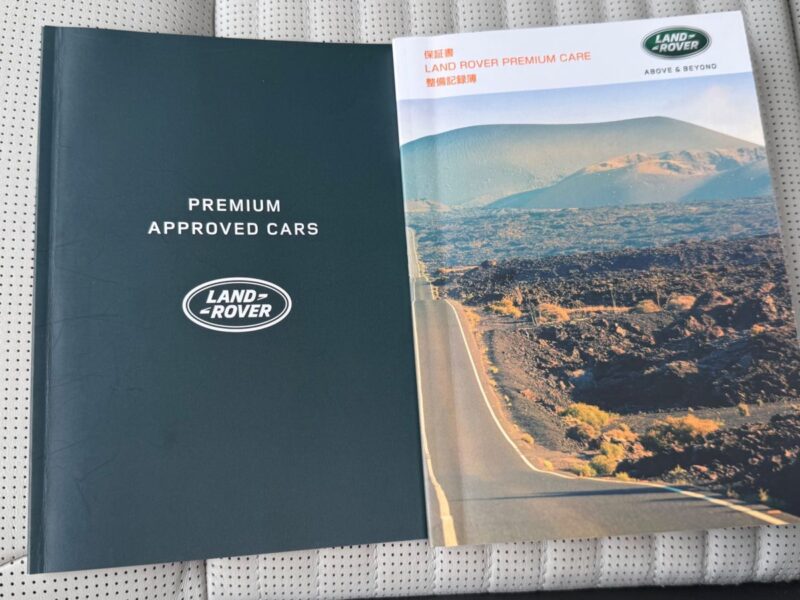 PREMIUM
APPROVED CARS
LAND
ROVER
保証書
LAND ROVER PREMIUM CARE
整備記録簿
LAND
ROVER
ABOVE & BEYOND